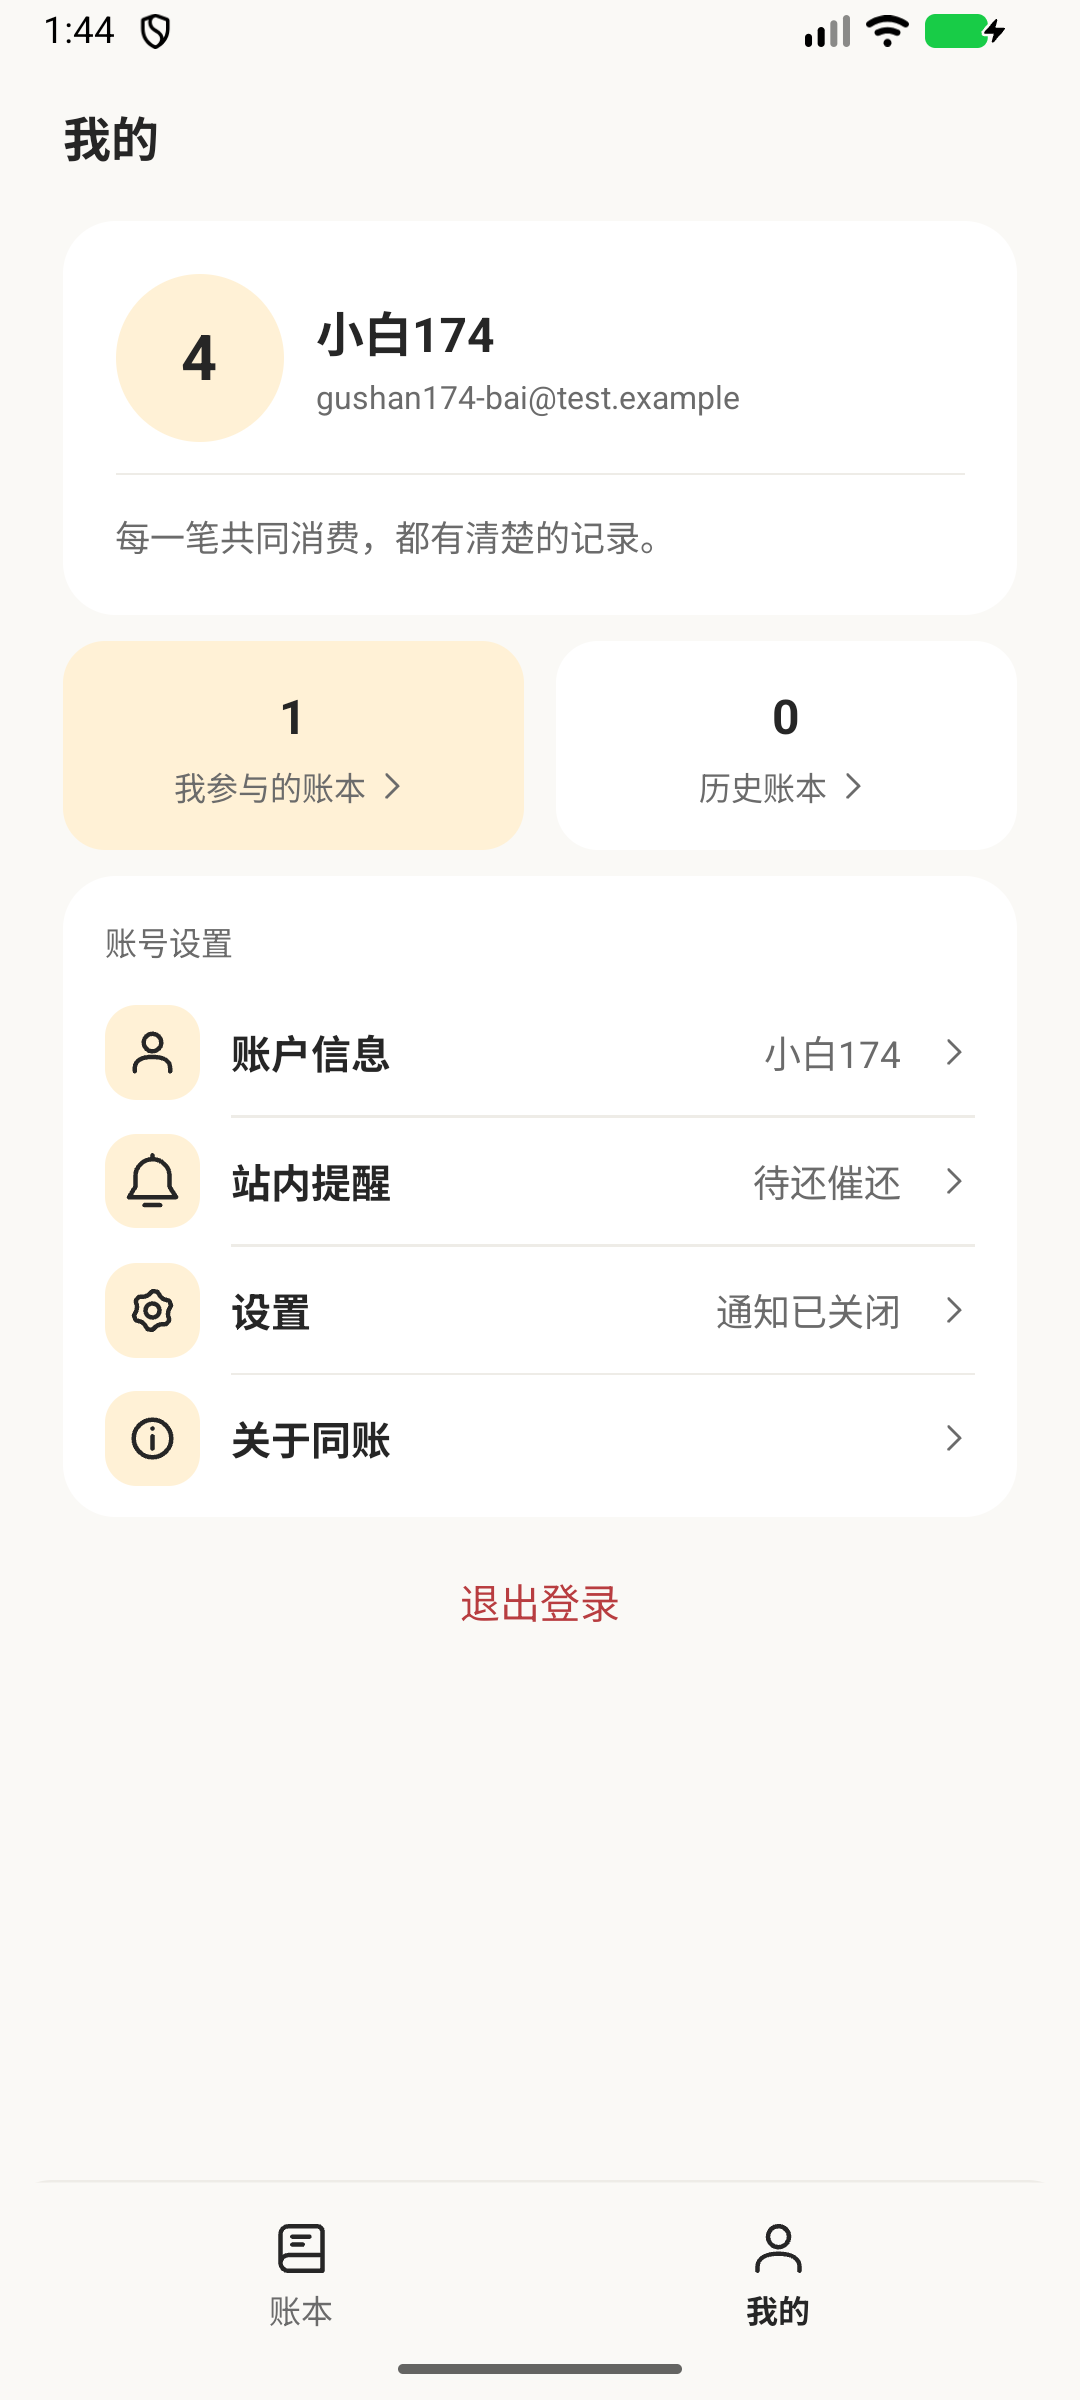 1:44
我的
4
小白174
gushan174-bai@test.example
每一笔共同消费，都有清楚的记录。
1
我参与的账本
0
历史账本
账号设置
账户信息 小白174
站内提醒 待还催还
设置 通知已关闭
关于同账
退出登录
账本
我的